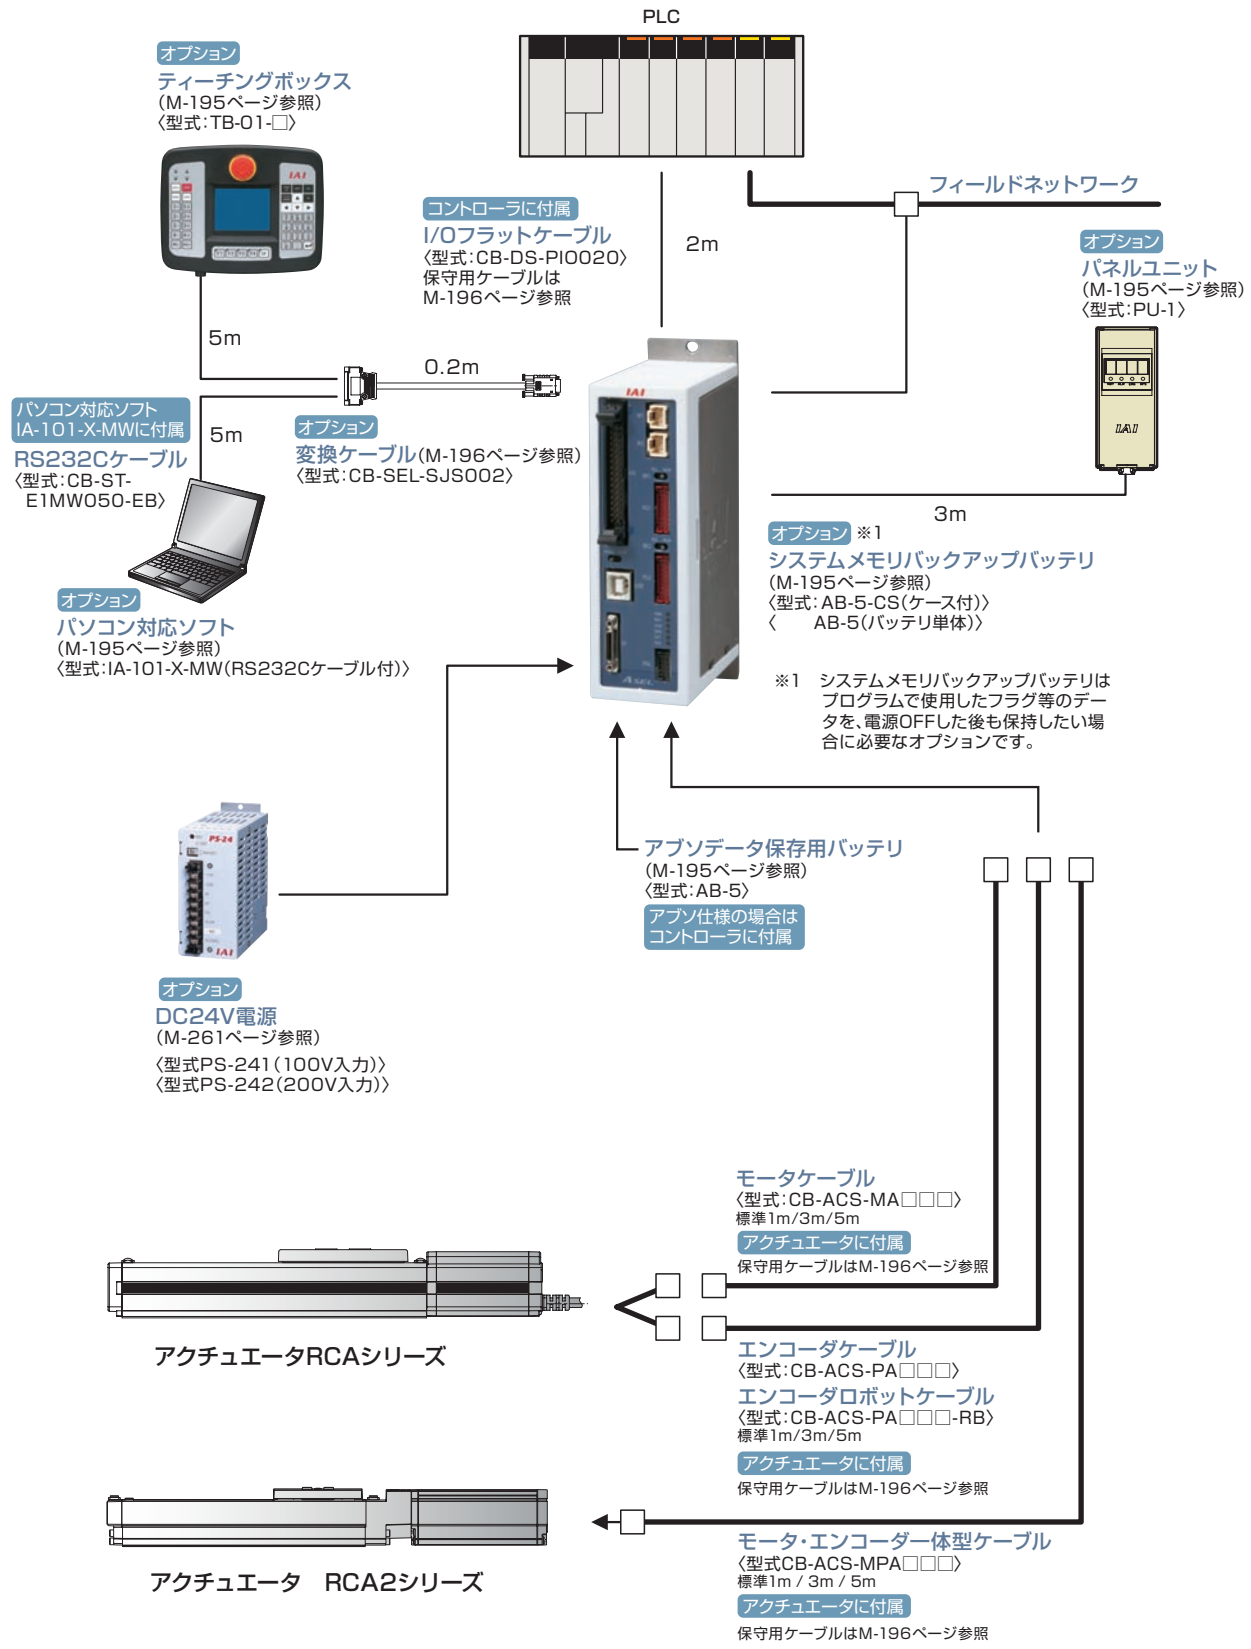 PLC
オプション
ティーチングボックス
(M-195ページ参照)
〈型式:TB-01-□〉
IAI
5m
コントローラに付属
I/Oフラットケーブル
〈型式:CB-DS-PIO020〉
保守用ケーブルは
M-196ページ参照
2m
フィールドネットワーク
オプション
パネルユニット
(M-195ページ参照)
〈型式:PU-1〉
IAI
3m
0.2m
オプション
変換ケーブル(M-196ページ参照)
〈型式:CB-SEL-SJS002〉
パソコン対応ソフト
IA-101-X-MWに付属
RS232Cケーブル
〈型式:CB-ST-
E1MW050-EB〉
5m
オプション
パソコン対応ソフト
(M-195ページ参照)
〈型式:IA-101-X-MW(RS232Cケーブル付)〉
IAI
ASEL
オプション ※1
システムメモリバックアップバッテリ
(M-195ページ参照)
〈型式:AB-5-CS(ケース付)〉
〈 AB-5(バッテリ単体)〉
※1 システムメモリバックアップバッテリは
プログラムで使用したフラグ等のデー
タを、電源OFFした後も保持したい場
合に必要なオプションです。
アブソデータ保存用バッテリ
(M-195ページ参照)
〈型式:AB-5〉
アブソ仕様の場合は
コントローラに付属
PS-24
IAI
オプション
DC24V電源
(M-261ページ参照)
〈型式PS-241(100V入力)〉
〈型式PS-242(200V入力)〉
モータケーブル
〈型式:CB-ACS-MA□□□〉
標準1m/3m/5m
アクチュエータに付属
保守用ケーブルはM-196ページ参照
アクチュエータRCAシリーズ
エンコーダケーブル
〈型式:CB-ACS-PA□□□〉
エンコーダロボットケーブル
〈型式:CB-ACS-PA□□□-RB〉
標準1m/3m/5m
アクチュエータに付属
保守用ケーブルはM-196ページ参照
アクチュエータ RCA2シリーズ
モータ・エンコーダ一体型ケーブル
〈型式CB-ACS-MPA□□□〉
標準1m / 3m / 5m
アクチュエータに付属
保守用ケーブルはM-196ページ参照